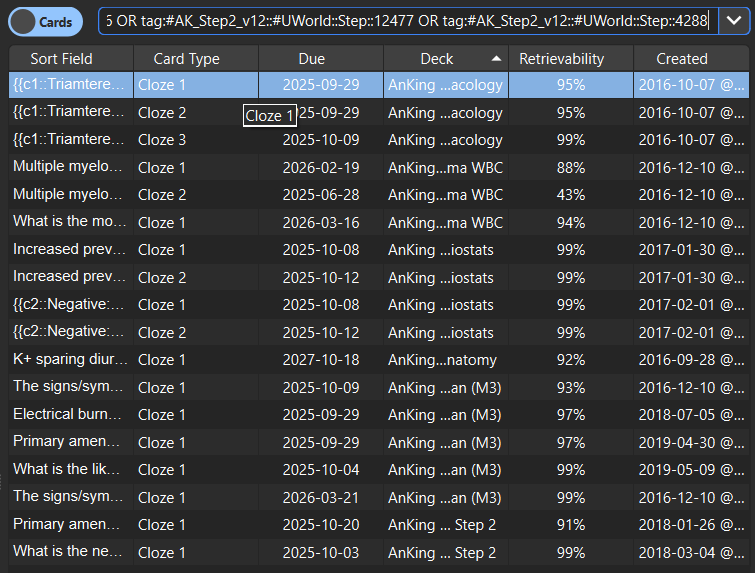 Cards 6 OR tag:#AK_Step2_v12::#UWorld::Step::12477 OR tag:#AK_Step2_v12::#UWorld::Step::4288
Sort Field Card Type Due Deck Retrievability Created
{{c1::Triamtere… Cloze 1 2025-09-29 AnKing …acology 95% 2016-10-07 @…
{{c1::Triamtere… Cloze 2 25-09-29 AnKing …acology 95% 2016-10-07 @…
Cloze 1
{{c1::Triamtere… Cloze 3 2025-10-09 AnKing …acology 99% 2016-10-07 @…
Multiple myelo… Cloze 1 2026-02-19 AnKing…ma WBC 88% 2016-12-10 @…
Multiple myelo… Cloze 2 2025-06-28 AnKing…ma WBC 43% 2016-12-10 @…
What is the mo… Cloze 1 2026-03-16 AnKing…ma WBC 94% 2016-12-10 @…
Increased prev… Cloze 1 2025-10-08 AnKing …iostats 99% 2017-01-30 @…
Increased prev… Cloze 2 2025-10-12 AnKing …iostats 99% 2017-01-30 @…
{{c2::Negative:… Cloze 1 2025-10-08 AnKing …iostats 99% 2017-02-01 @…
{{c2::Negative:… Cloze 2 2025-10-12 AnKing …iostats 99% 2017-02-01 @…
K+ sparing diur… Cloze 1 2027-10-18 AnKing…natomy 92% 2016-09-28 @…
The signs/sym… Cloze 1 2025-10-09 AnKing …an (M3) 93% 2016-12-10 @…
Electrical burn… Cloze 1 2025-09-29 AnKing …an (M3) 97% 2018-07-05 @…
Primary amen… Cloze 1 2025-09-29 AnKing …an (M3) 97% 2019-04-30 @…
What is the lik… Cloze 1 2025-10-04 AnKing …an (M3) 99% 2019-05-09 @…
The signs/sym… Cloze 1 2026-03-21 AnKing …an (M3) 99% 2016-12-10 @…
Primary amen… Cloze 1 2025-10-20 AnKing … Step 2 91% 2018-01-26 @…
What is the ne… Cloze 1 2025-10-03 AnKing … Step 2 99% 2018-03-04 @…